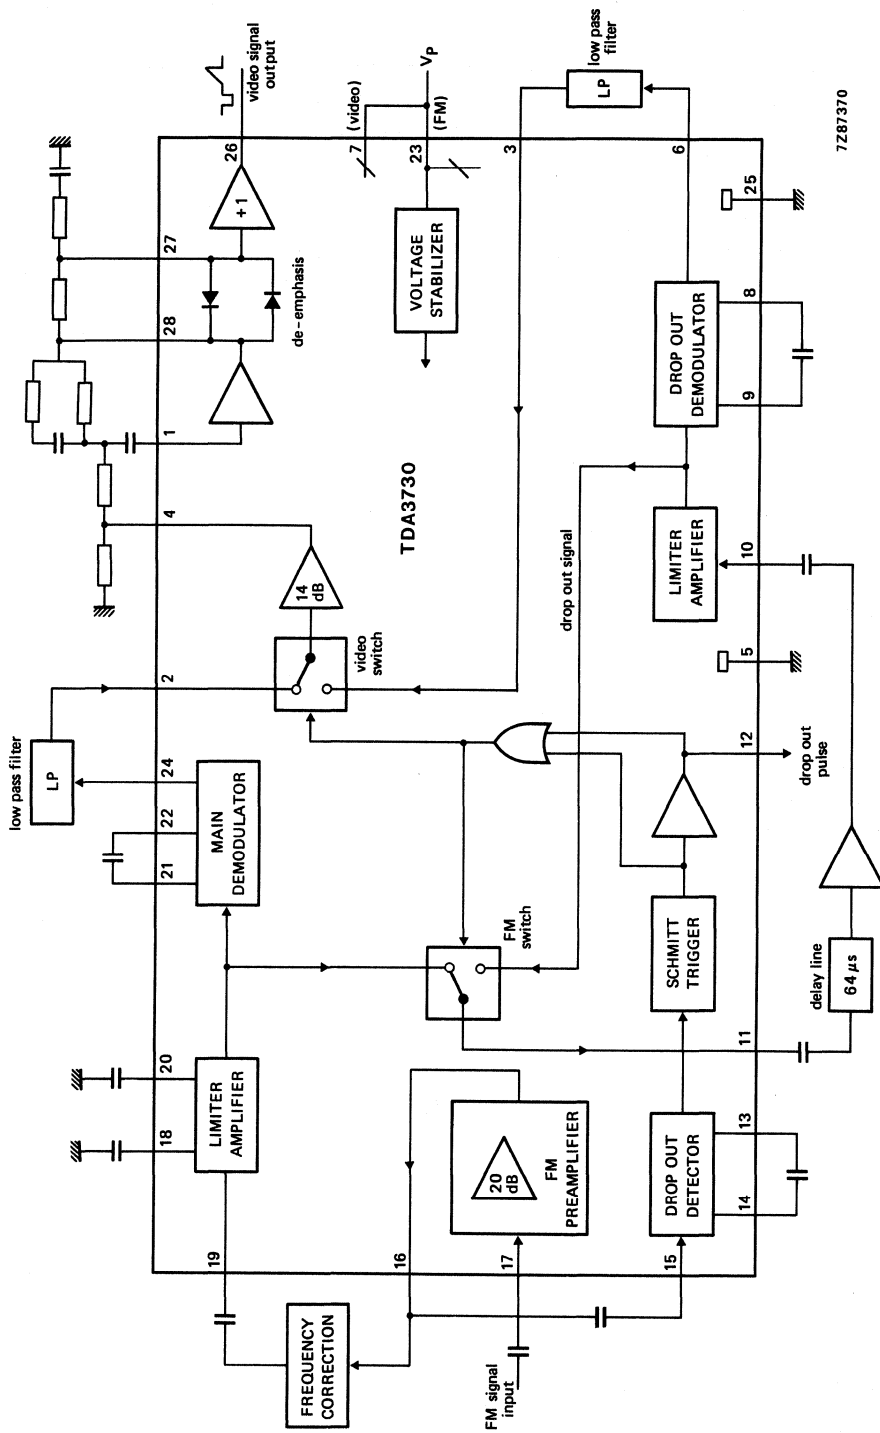 FM signal
input
FREQUENCY
CORRECTION
19
16
17
15
18
20
LIMITER
AMPLIFIER
20
dB
FM
PREAMPLIFIER
DROP OUT
DETECTOR
14
13
11
delay line
64 μs
21
22
24
MAIN
DEMODULATOR
low pass filter
LP
FM
switch
SCHMITT
TRIGGER
12
drop out
pulse
2
video
switch
14
dB
4
5
10
LIMITER
AMPLIFIER
drop out signal
TDA3730
1
28
27
de-emphasis
+1
26
video signal
output
VOLTAGE
STABILIZER
7
(video)
23
(FM)
VP
3
6
LP
low pass
filter
DROP OUT
DEMODULATOR
9
8
25
7Z87370